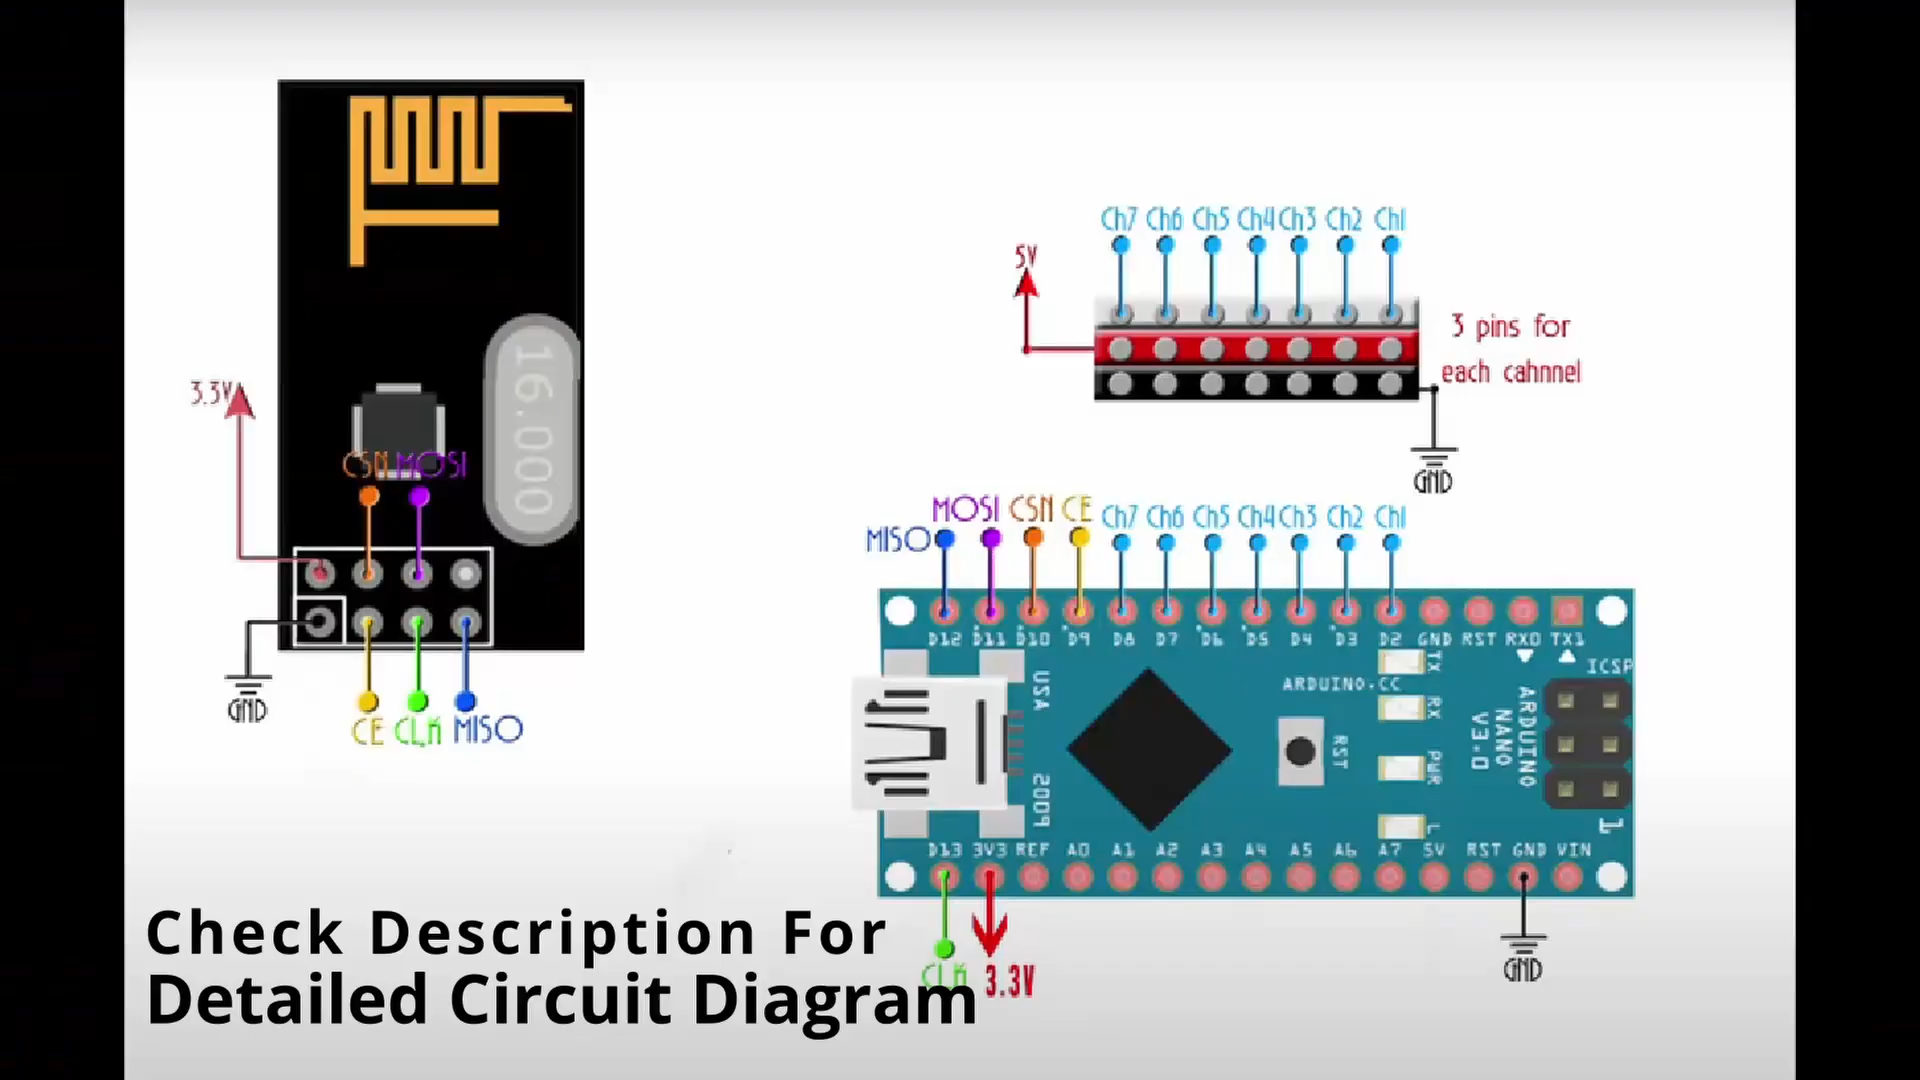 Ch7 Ch6 Ch5 Ch4 Ch3 Ch2 Ch1
5V
3 pins for
each cahnnel
GND
16.000
3.3V
CSN MOSI
GND
CE CLK MISO
MISO MOSI CSN CE Ch7 Ch6 Ch5 Ch4 Ch3 Ch2 Ch1
D12 D11 D10 D9 D8 D7 D6 D5 D4 D3 D2 GND RST RX0 TX1
ICSP
TX
ARDUINO.CC
RX
USA
ARDUINO
NANO
V3.0
RST
PWR
2009
L
1
D13 3V3 REF A0 A1 A2 A3 A4 A5 A6 A7 5V RST GND VIN
CLK 3.3V
GND
Check Description For
Detailed Circuit Diagram